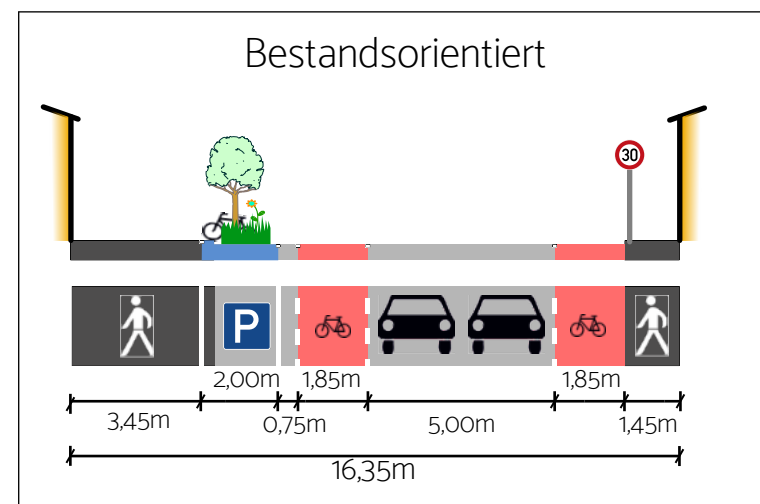 Bestandsorientiert
30
P
2,00m 1,85m 1,85m
3,45m 0,75m 5,00m 1,45m
16,35m